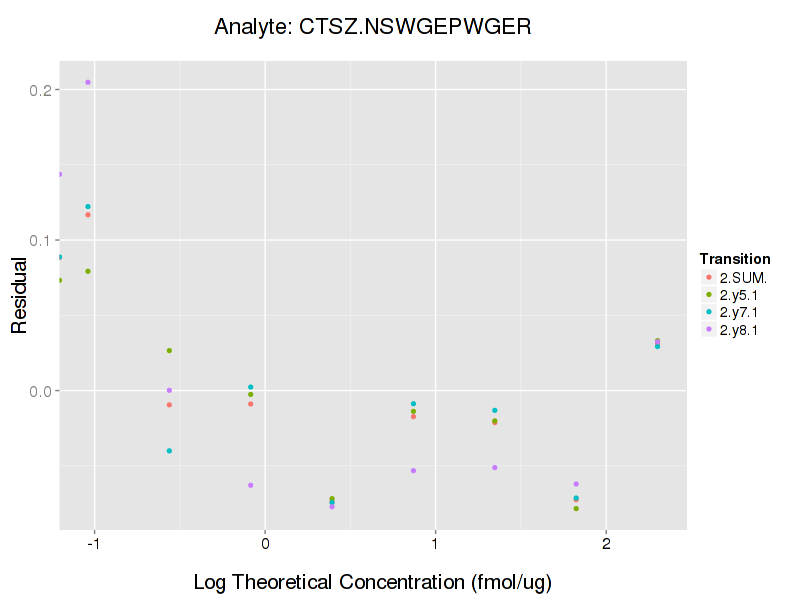 Analyte: CTSZ.NSWGEPWGER
0.2
0.1
0.0
Residual
-1 0 1 2
Log Theoretical Concentration (fmol/ug)
Transition
2.SUM.
2.y5.1
2.y7.1
2.y8.1